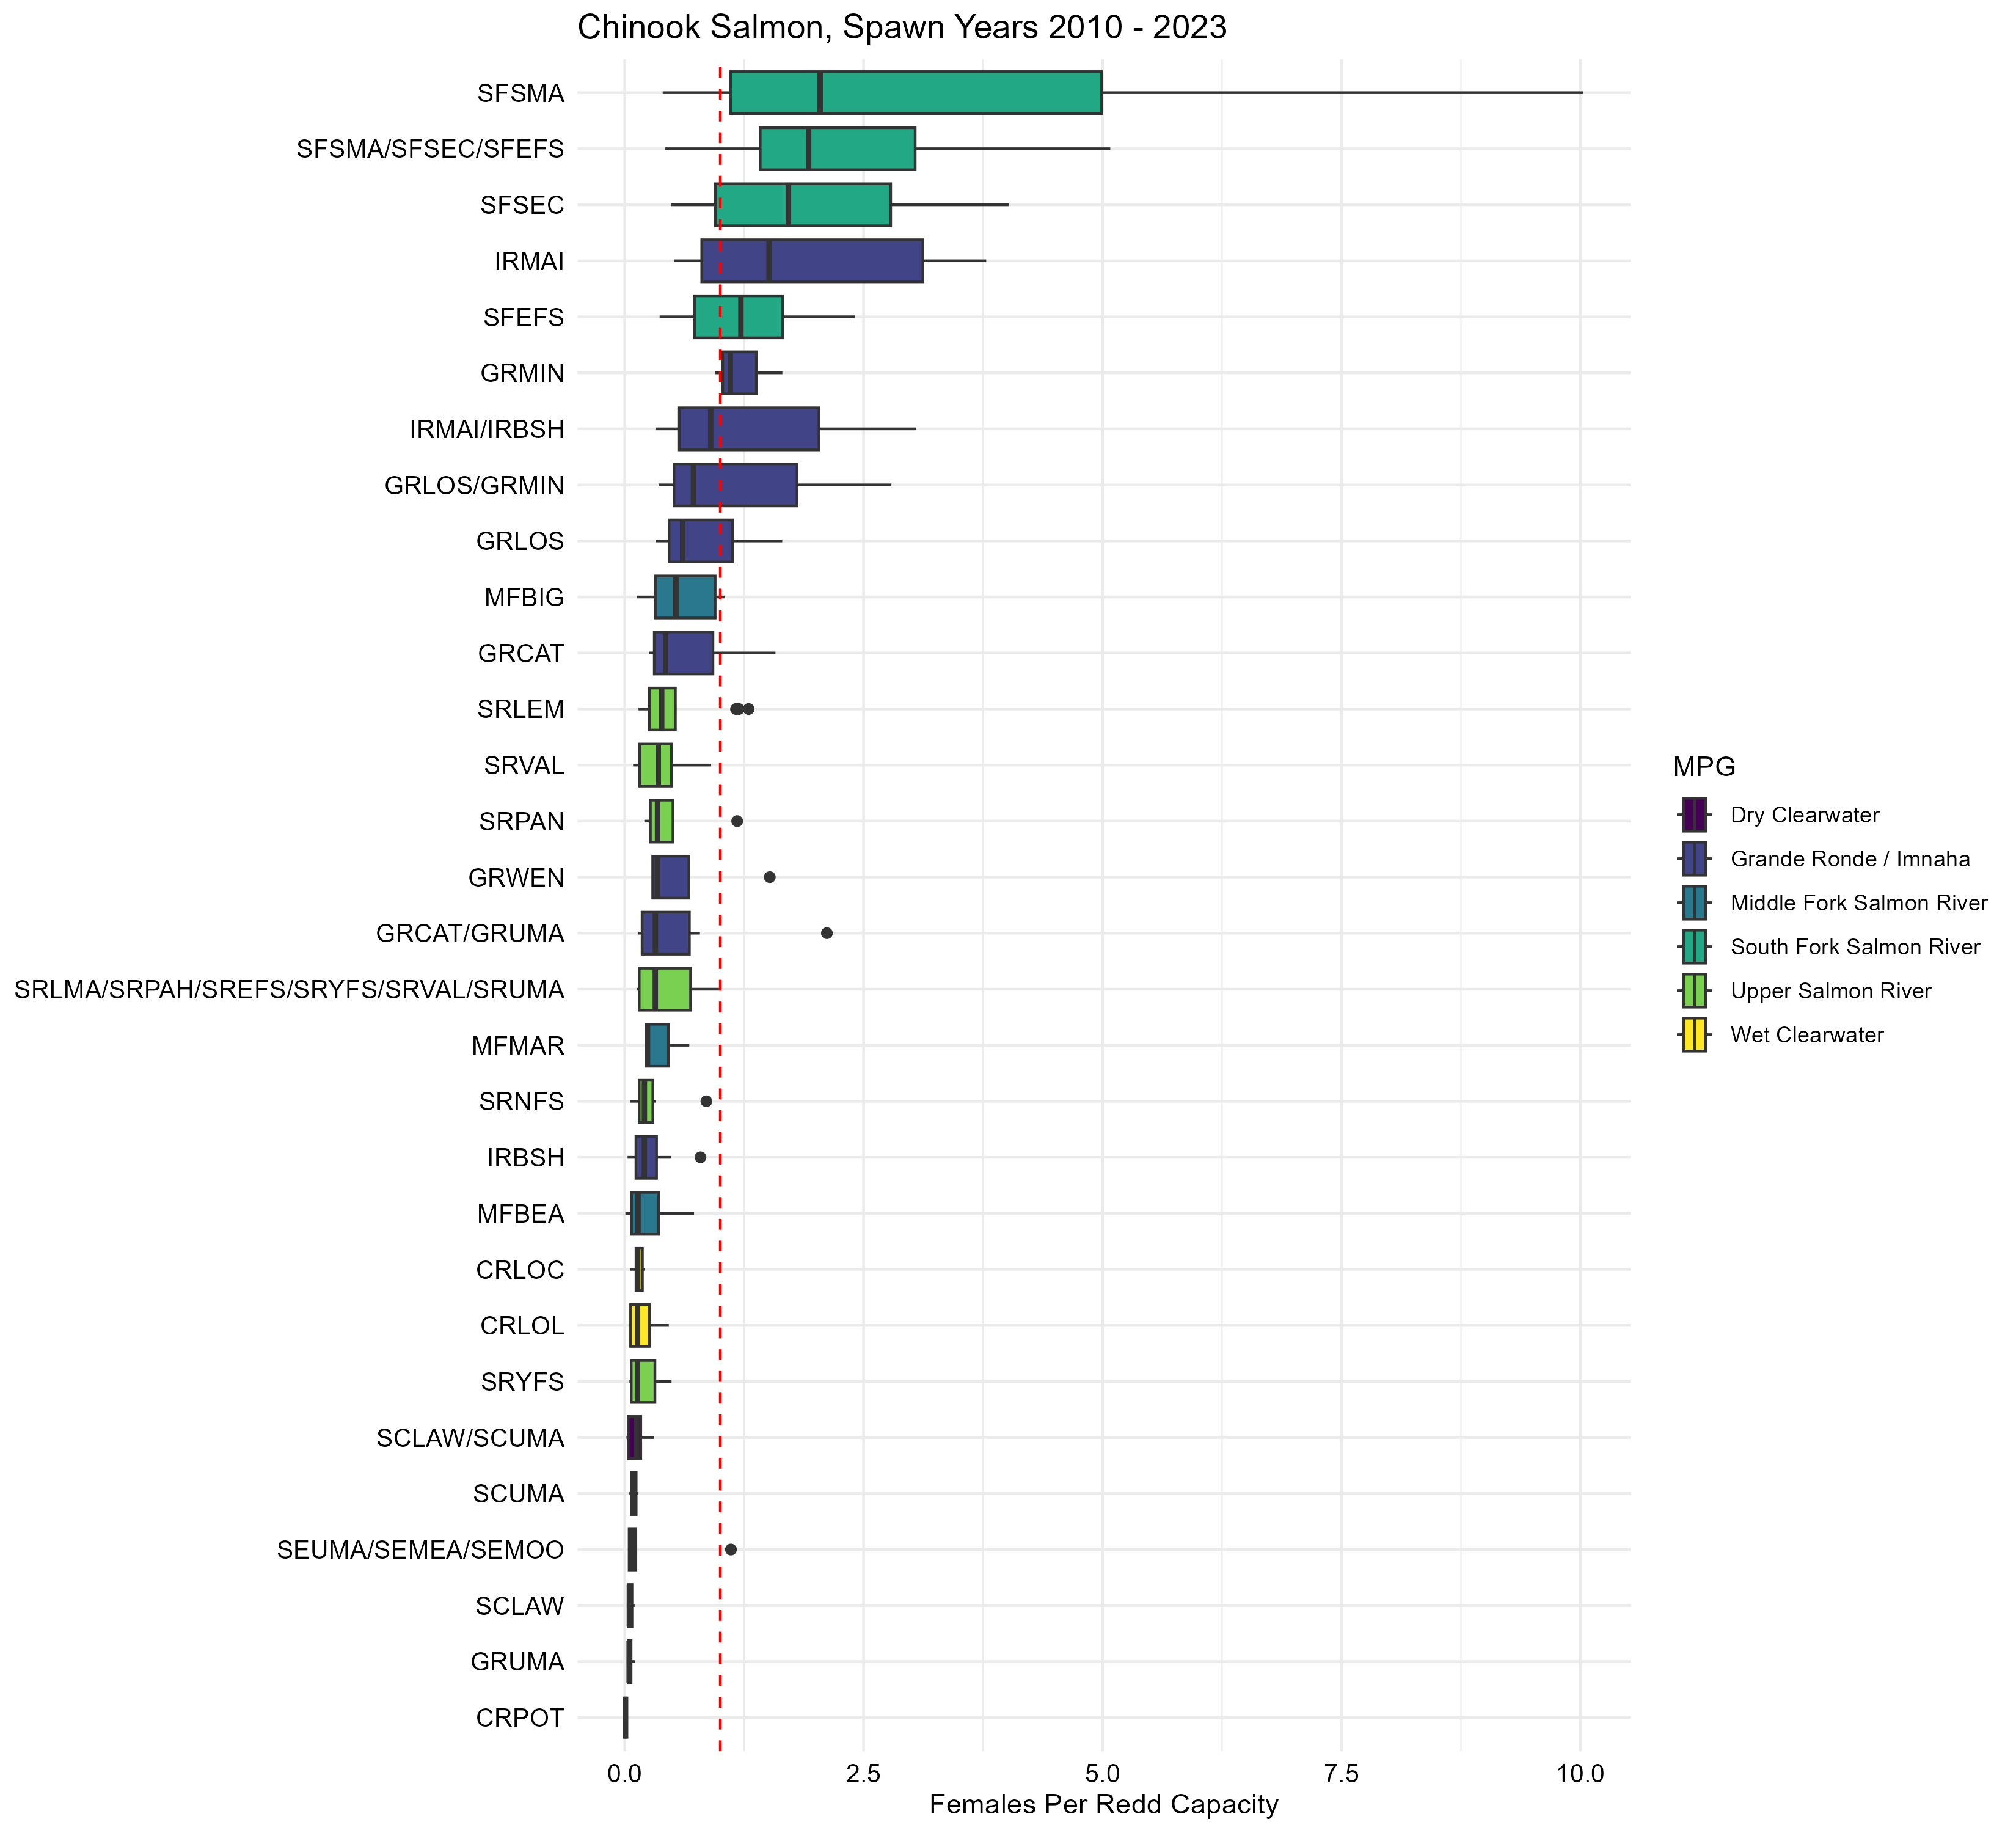 Chinook Salmon, Spawn Years 2010 - 2023
SFSMA
SFSMA/SFSEC/SFEFS
SFSEC
IRMAI
SFEFS
GRMIN
IRMAI/IRBSH
GRLOS/GRMIN
GRLOS
MFBIG
GRCAT
SRLEM
SRVAL
SRPAN
GRWEN
GRCAT/GRUMA
SRLMA/SRPAH/SREFS/SRYFS/SRVAL/SRUMA
MFMAR
SRNFS
IRBSH
MFBEA
CRLOC
CRLOL
SRYFS
SCLAW/SCUMA
SCUMA
SEUMA/SEMEA/SEMOO
SCLAW
GRUMA
CRPOT
0.0 2.5 5.0 7.5 10.0
Females Per Redd Capacity
MPG
Dry Clearwater
Grande Ronde / Imnaha
Middle Fork Salmon River
South Fork Salmon River
Upper Salmon River
Wet Clearwater